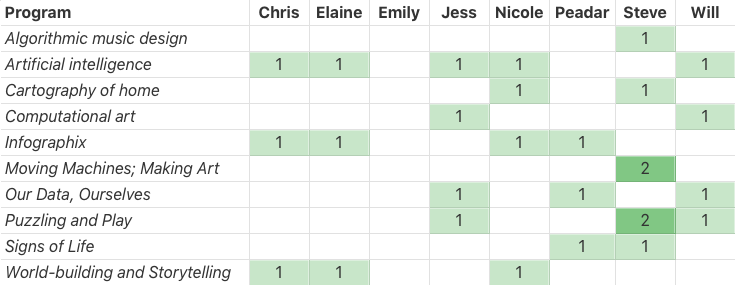 Program Chris Elaine Emily Jess Nicole Peadar Steve Will
Algorithmic music design 1
Artificial intelligence 1 1 1 1 1
Cartography of home 1 1
Computational art 1 1
Infographix 1 1 1 1
Moving Machines; Making Art 2
Our Data, Ourselves 1 1 1
Puzzling and Play 1 2 1
Signs of Life 1 1
World-building and Storytelling 1 1 1